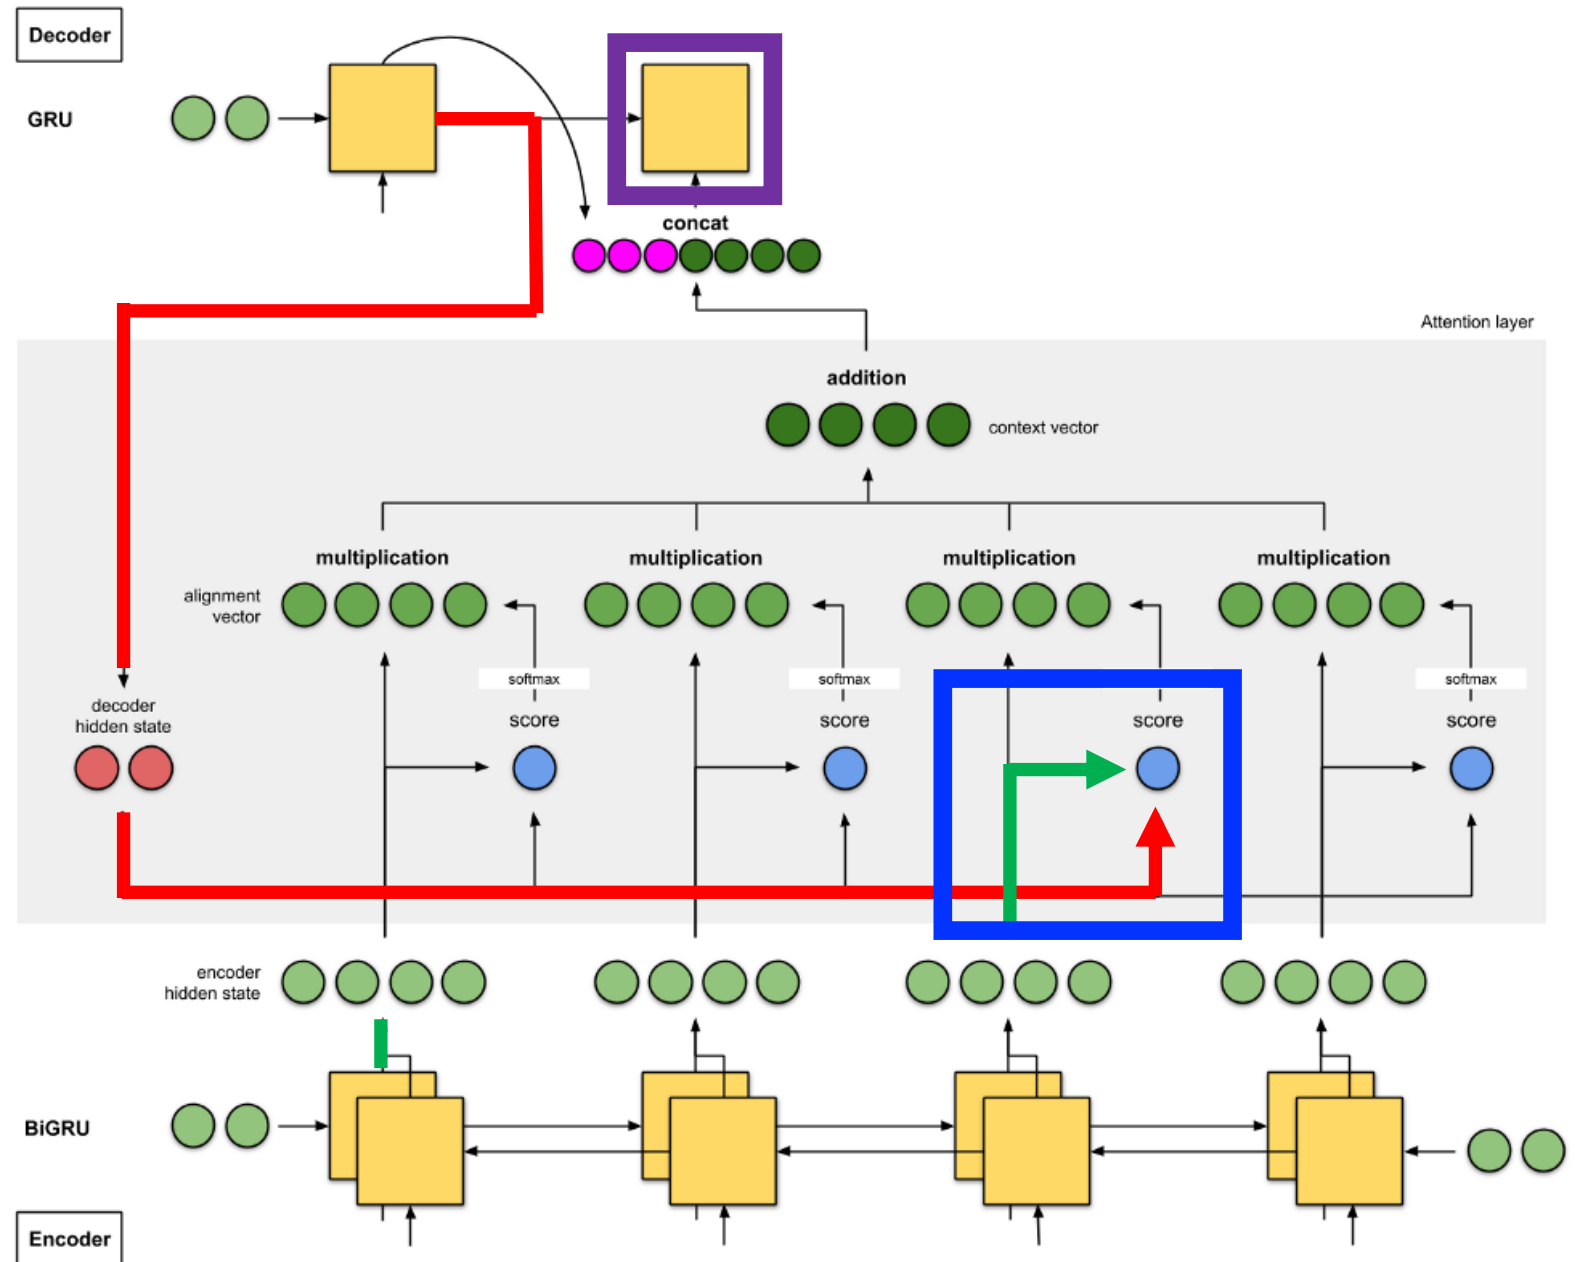 Decoder
GRU
concat
Attention layer
addition
context vector
multiplication
multiplication
multiplication
multiplication
alignment
vector
softmax
softmax
softmax
decoder
hidden state
score
score
score
score
encoder
hidden state
BiGRU
Encoder